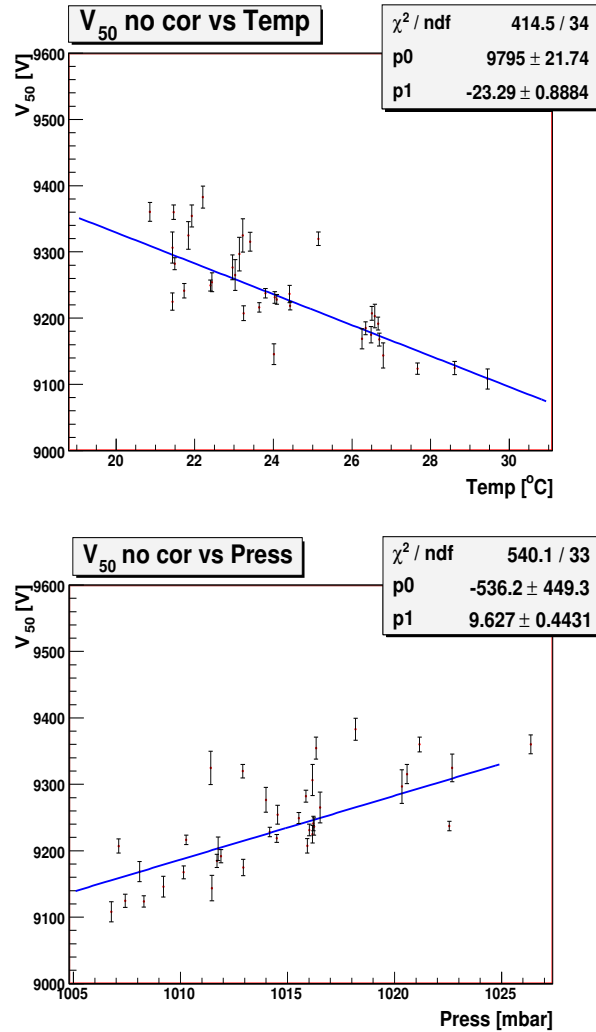 V50 no cor vs Temp
χ2 / ndf 414.5 / 34
p0 9795 ± 21.74
p1 -23.29 ± 0.8884
V50 [V]
9600
9500
9400
9300
9200
9100
9000
20 22 24 26 28 30
Temp [oC]
V50 no cor vs Press
χ2 / ndf 540.1 / 33
p0 -536.2 ± 449.3
p1 9.627 ± 0.4431
V50 [V]
9600
9500
9400
9300
9200
9100
9000
1005 1010 1015 1020 1025
Press [mbar]